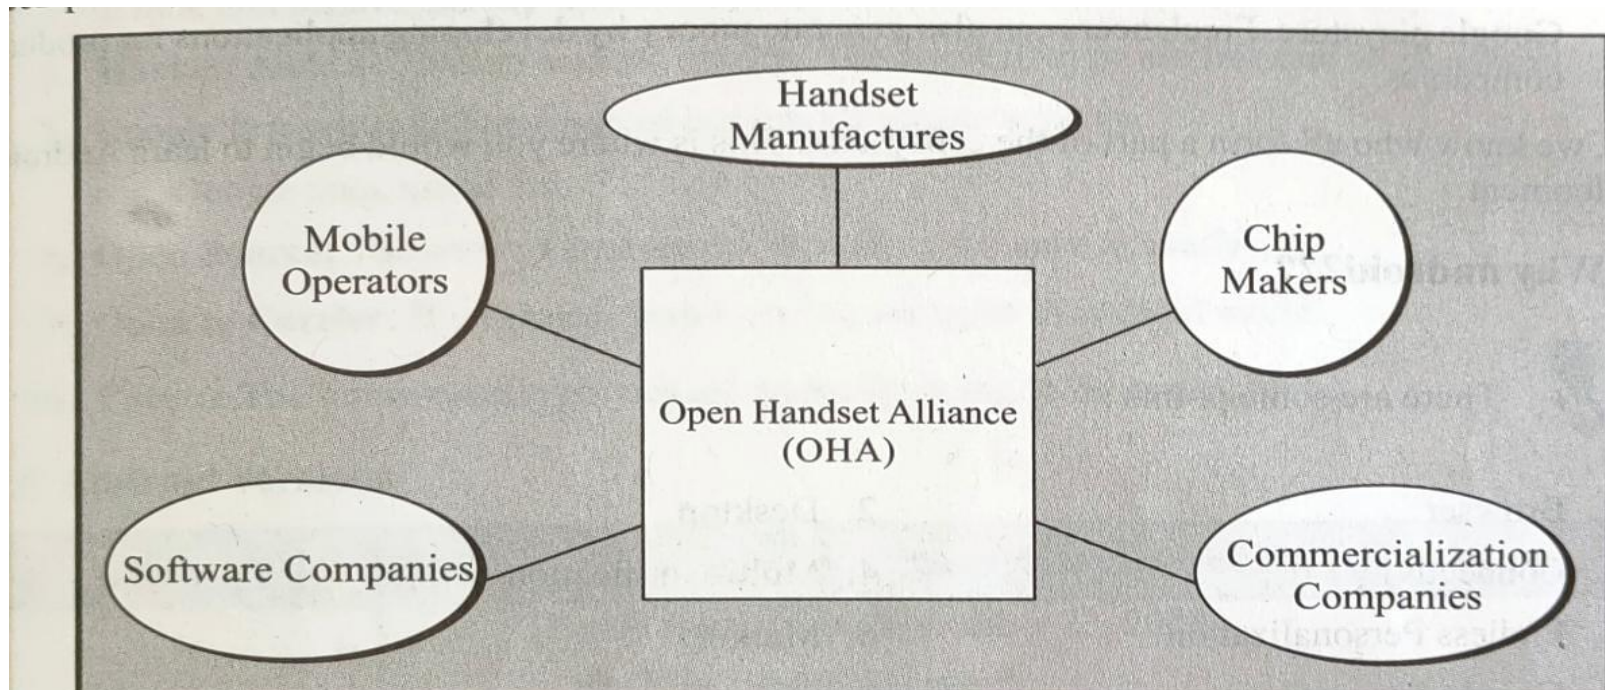 Handset
Manufactures
Mobile
Operators
Chip
Makers
Open Handset Alliance
(OHA)
Software Companies
Commercialization
Companies